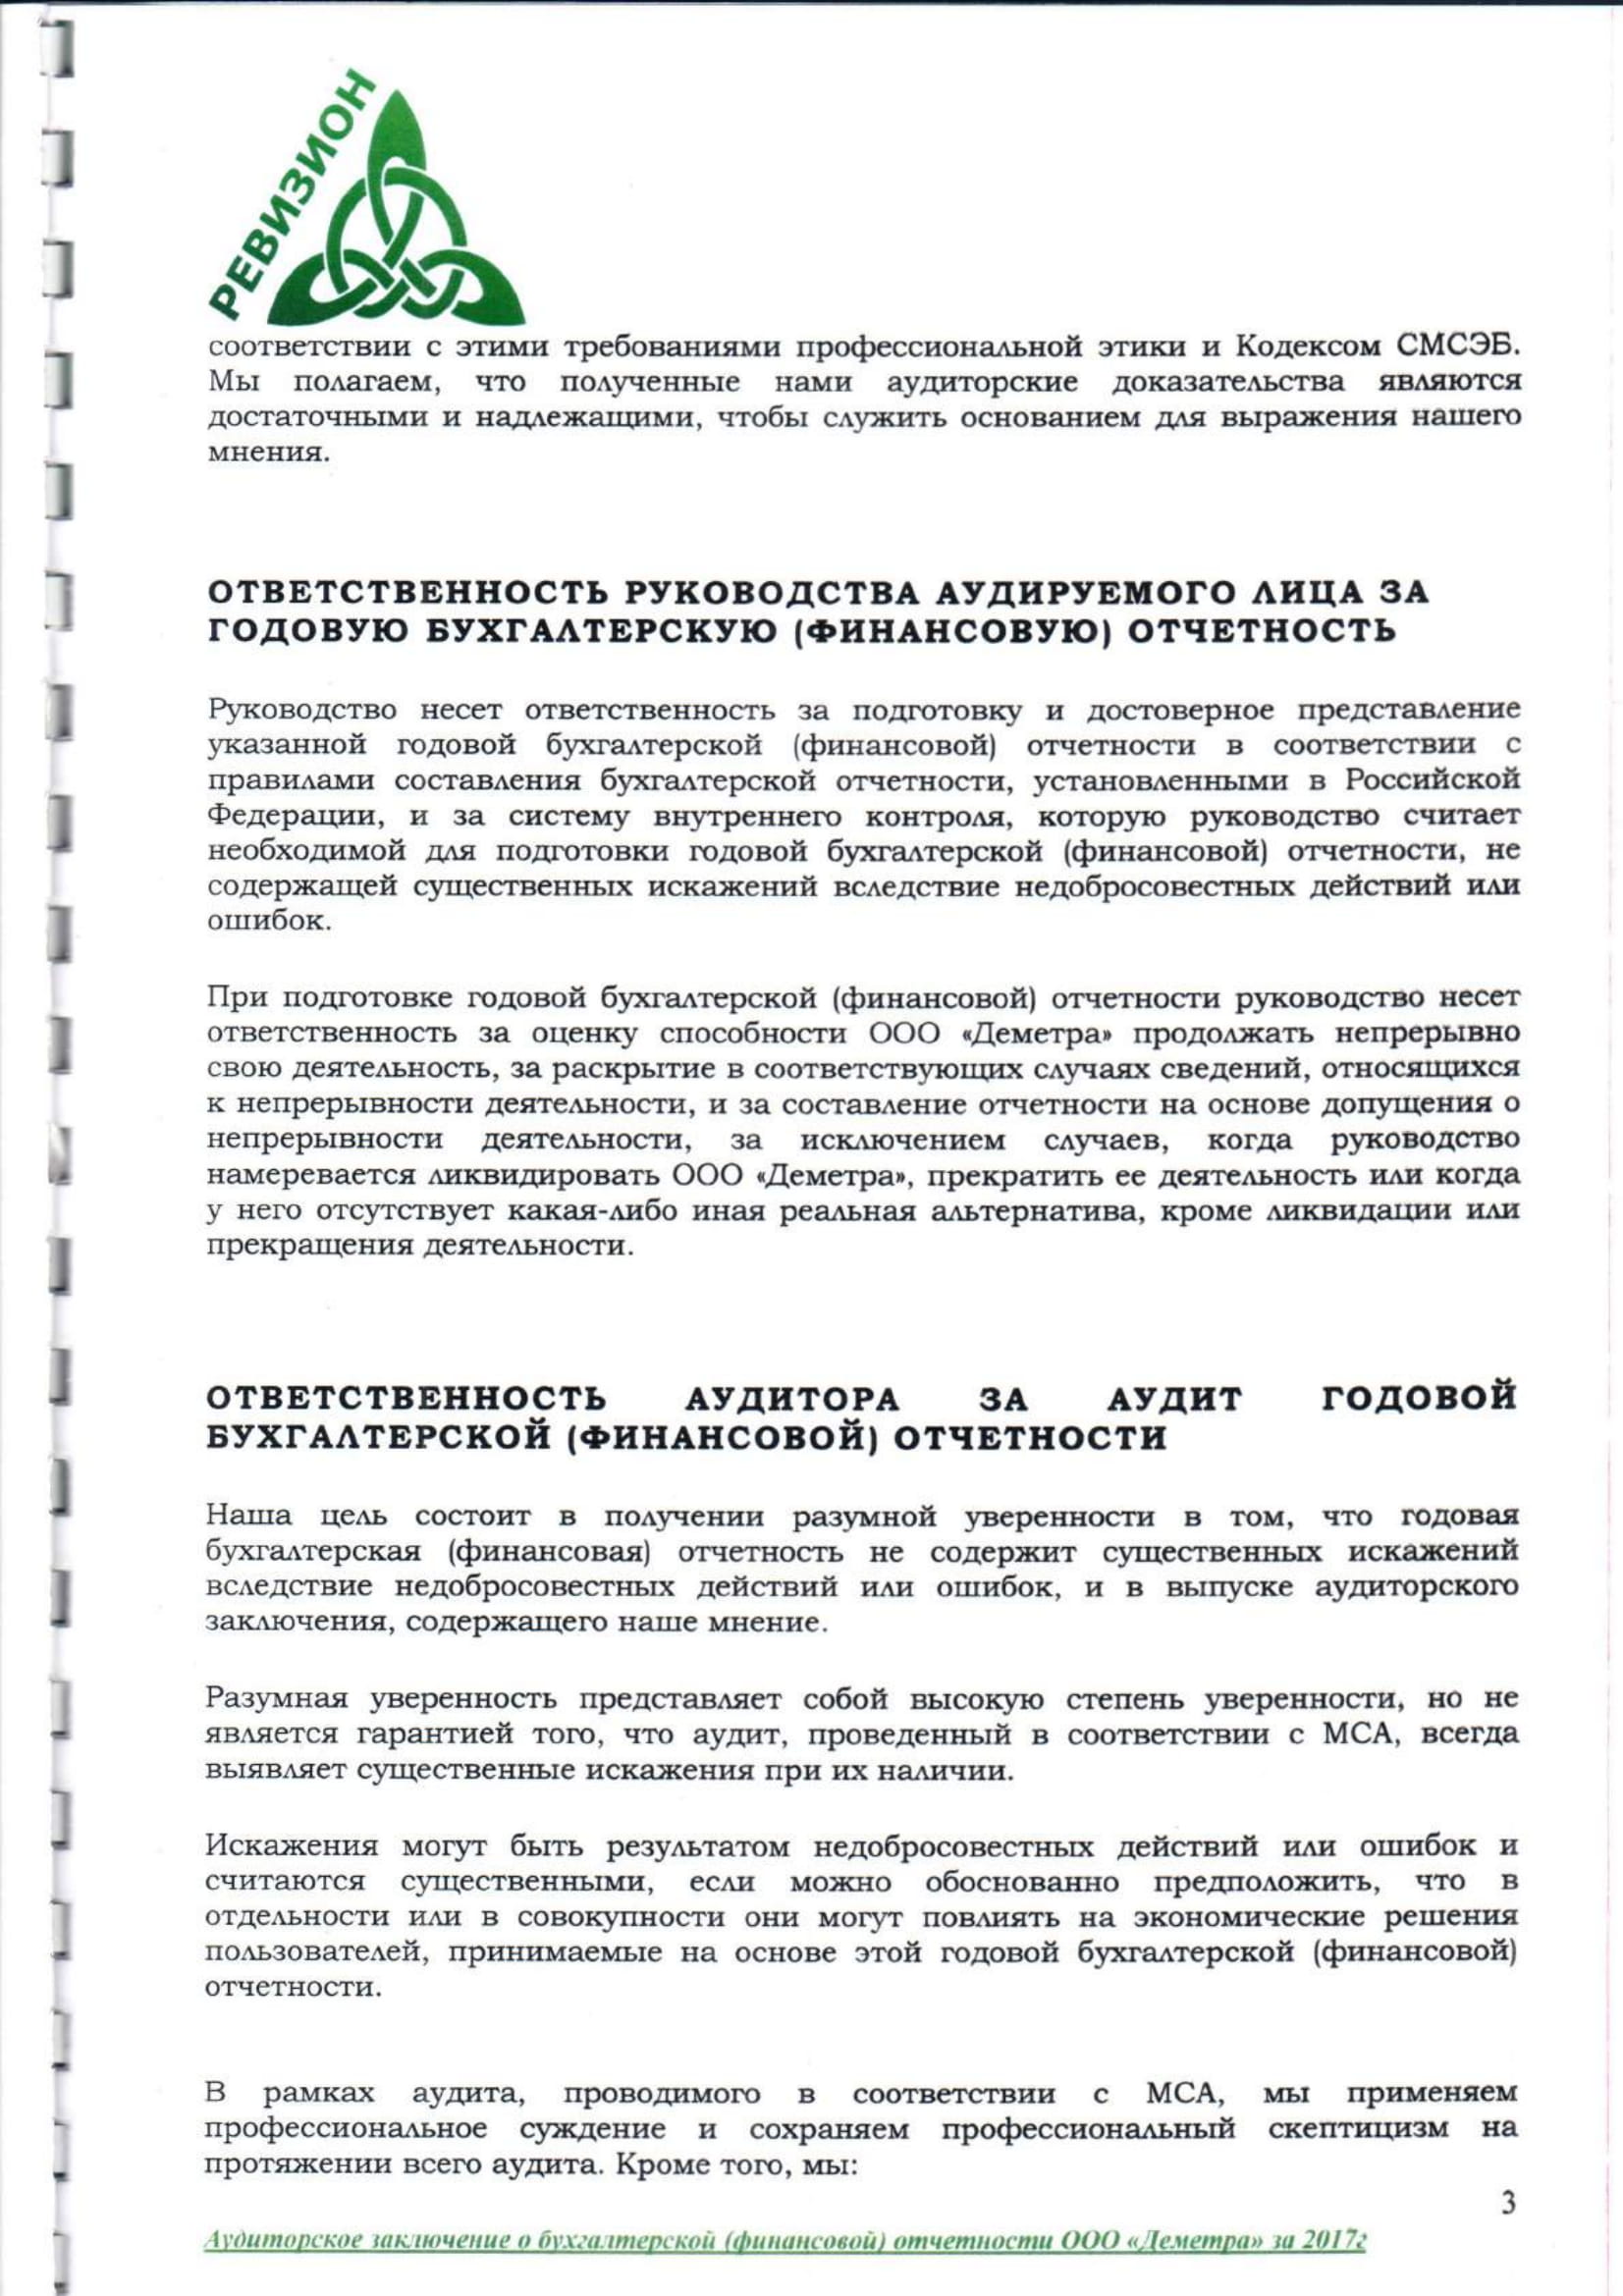 РЕВИЗИОН
соответствии с этими требованиями профессиональной этики и Кодексом СМСЭБ.
Мы полагаем, что полученные нами аудиторские доказательства являются
достаточными и надлежащими, чтобы служить основанием для выражения нашего
мнения.
ОТВЕТСТВЕННОСТЬ РУКОВОДСТВА АУДИРУЕМОГО ЛИЦА ЗА
ГОДОВУЮ БУХГАЛТЕРСКУЮ (ФИНАНСОВУЮ) ОТЧЕТНОСТЬ
Руководство несет ответственность за подготовку и достоверное представление
указанной годовой бухгалтерской (финансовой) отчетности в соответствии с
правилами составления бухгалтерской отчетности, установленными в Российской
Федерации, и за систему внутреннего контроля, которую руководство считает
необходимой для подготовки годовой бухгалтерской (финансовой) отчетности, не
содержащей существенных искажений вследствие недобросовестных действий или
ошибок.
При подготовке годовой бухгалтерской (финансовой) отчетности руководство несет
ответственность за оценку способности ООО «Деметра» продолжать непрерывно
свою деятельность, за раскрытие в соответствующих случаях сведений, относящихся
к непрерывности деятельности, и за составление отчетности на основе допущения о
непрерывности деятельности, за исключением случаев, когда руководство
намеревается ликвидировать ООО «Деметра», прекратить ее деятельность или когда
у него отсутствует какая-либо иная реальная альтернатива, кроме ликвидации или
прекращения деятельности.
ОТВЕТСТВЕННОСТЬ АУДИТОРА ЗА АУДИТ ГОДОВОЙ
БУХГАЛТЕРСКОЙ (ФИНАНСОВОЙ) ОТЧЕТНОСТИ
Наша цель состоит в получении разумной уверенности в том, что годовая
бухгалтерская (финансовая) отчетность не содержит существенных искажений
вследствие недобросовестных действий или ошибок, и в выпуске аудиторского
заключения, содержащего наше мнение.
Разумная уверенность представляет собой высокую степень уверенности, но не
является гарантией того, что аудит, проведенный в соответствии с МСА, всегда
выявляет существенные искажения при их наличии.
Искажения могут быть результатом недобросовестных действий или ошибок и
считаются существенными, если можно обоснованно предположить, что в
отдельности или в совокупности они могут повлиять на экономические решения
пользователей, принимаемые на основе этой годовой бухгалтерской (финансовой)
отчетности.
В рамках аудита, проводимого в соответствии с МСА, мы применяем
профессиональное суждение и сохраняем профессиональный скептицизм на
протяжении всего аудита. Кроме того, мы:
3
Аудиторское заключение о бухгалтерской (финансовой) отчетности ООО «Деметра» за 2017г